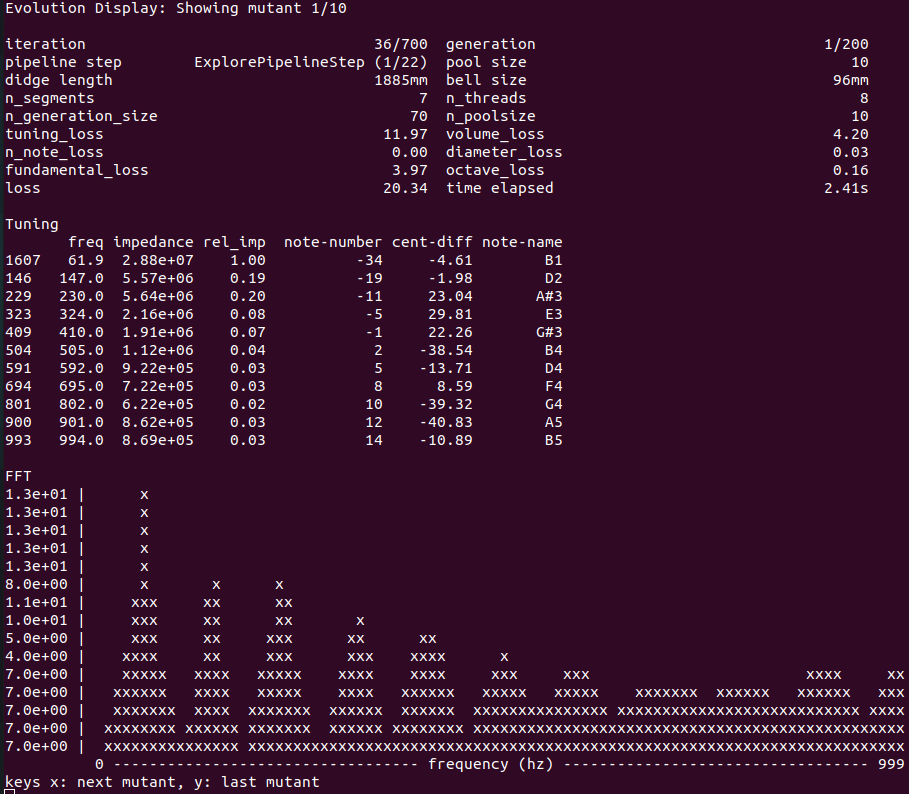 Evolution Display: Showing mutant 1/10
iteration 36/700 generation 1/200
pipeline step ExplorePipelineStep (1/22) pool size 10
didge length 1885mm bell size 96mm
n_segments 7 n_threads 8
n_generation_size 70 n_poolsize 10
tuning_loss 11.97 volume_loss 4.20
n_note_loss 0.00 diameter_loss 0.03
fundamental_loss 3.97 octave_loss 0.16
loss 20.34 time elapsed 2.41s
Tuning
freq impedance rel_imp note-number cent-diff note-name
1607 61.9 2.88e+07 1.00 -34 -4.61 B1
146 147.0 5.57e+06 0.19 -19 -1.98 D2
229 230.0 5.64e+06 0.20 -11 23.04 A#3
323 324.0 2.16e+06 0.08 -5 29.81 E3
409 410.0 1.91e+06 0.07 -1 22.26 G#3
504 505.0 1.12e+06 0.04 2 -38.54 B4
591 592.0 9.22e+05 0.03 5 -13.71 D4
694 695.0 7.22e+05 0.03 8 8.59 F4
801 802.0 6.22e+05 0.02 10 -39.32 G4
900 901.0 8.62e+05 0.03 12 -40.83 A5
993 994.0 8.69e+05 0.03 14 -10.89 B5
FFT
1.3e+01 | x
1.3e+01 | x
1.3e+01 | x
1.3e+01 | x
1.3e+01 | x
8.0e+00 | x x x
1.1e+01 | xxx xx xx
1.0e+01 | xxx xx xx x
5.0e+00 | xxx xx xxx xx xx
4.0e+00 | xxxx xx xxx xxx xxxx x
7.0e+00 | xxxxx xxxx xxxxx xxxx xxxx xxx xxx xxxx xx
7.0e+00 | xxxxxx xxxx xxxxx xxxx xxxxxx xxxxx xxxxx xxxxxxx xxxxxx xxxxxx xxx
7.0e+00 | xxxxxxx xxxx xxxxxxx xxxxxx xxxxxx xxxxxxxxxxxxxxx xxxxxxxxxxxxxxxxxxxxxxxxxxx xxxx
7.0e+00 | xxxxxxxx xxxxxx xxxxxxx xxxxxx xxxxxxxx xxxxxxxxxxxxxxxxxxxxxxxxxxxxxxxxxxxxxxxxxxxxxxxx
7.0e+00 | xxxxxxxxxxxxxxx xxxxxxxxxxxxxxxxxxxxxxxxxxxxxxxxxxxxxxxxxxxxxxxxxxxxxxxxxxxxxxxxxxxxxxxxx
0 ---------------------------------- frequency (hz) ---------------------------------- 999
keys x: next mutant, y: last mutant